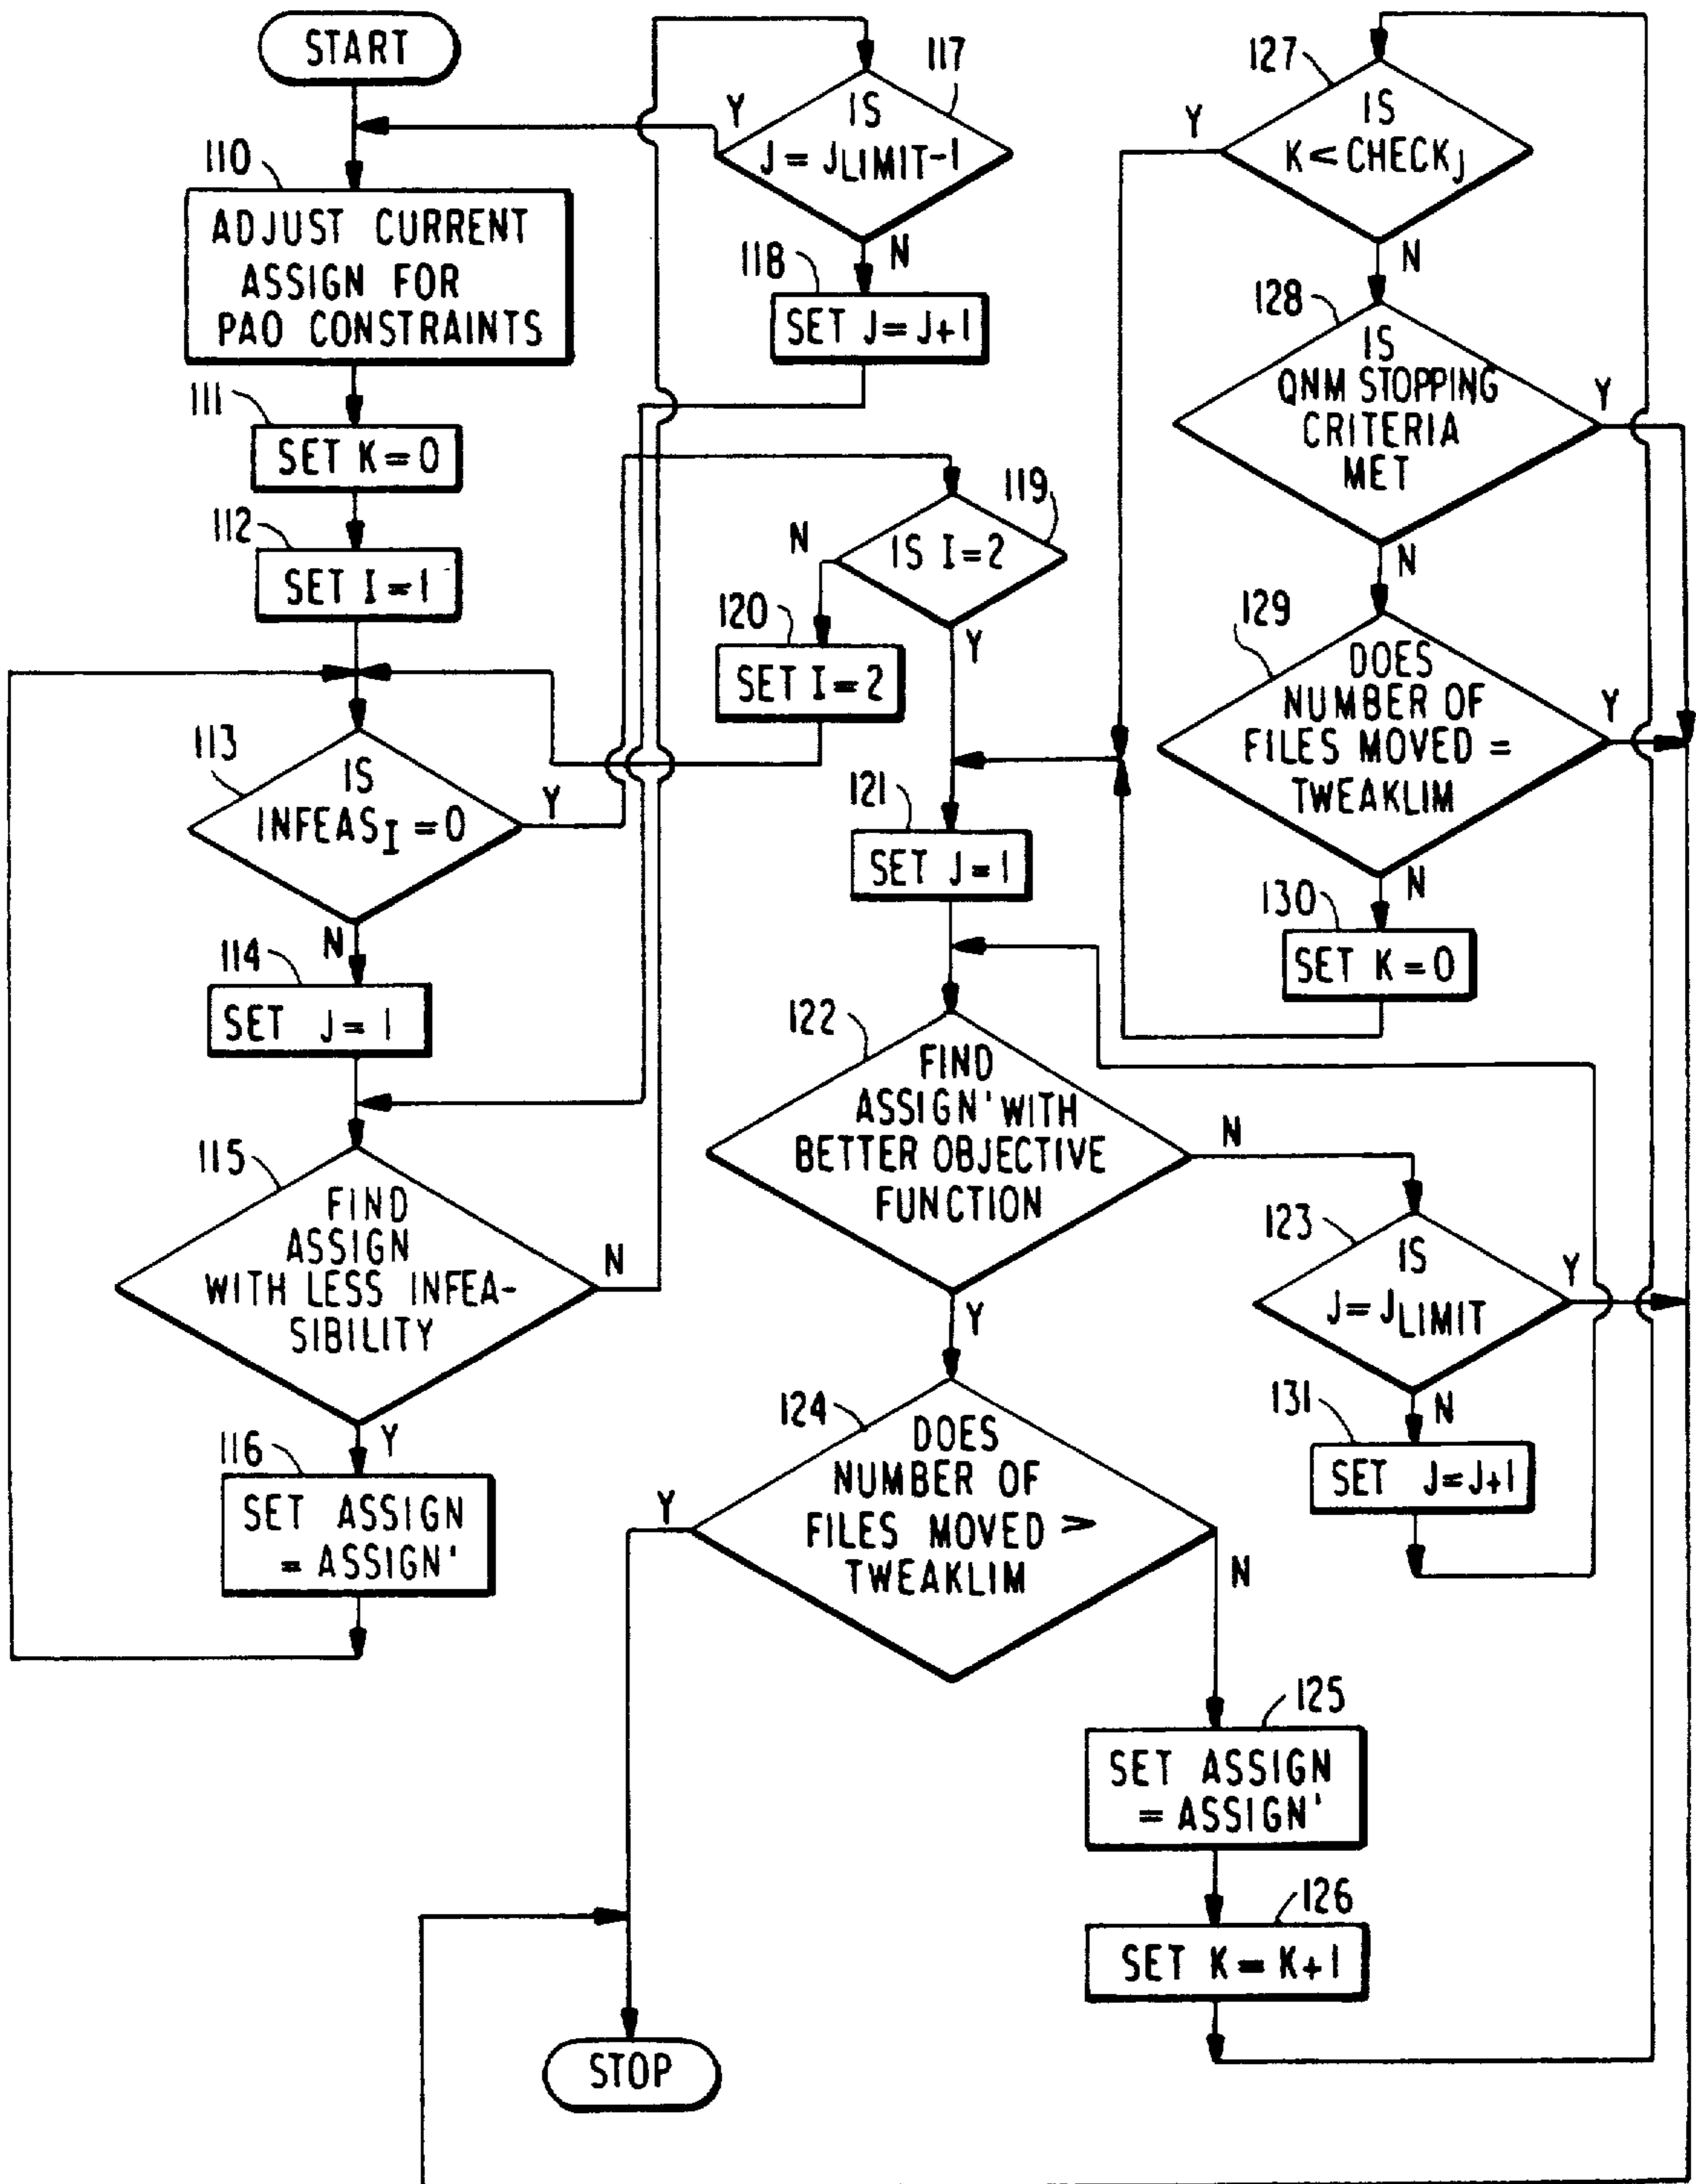 START
110
ADJUST CURRENT
ASSIGN FOR
PAO CONSTRAINTS
111
SET K=0
112
SET I=1
113
IS
INFEAS_I=0
Y
N
114
SET J=1
115
FIND
ASSIGN
WITH LESS INFEA-
SIBILITY
N
Y
116
SET ASSIGN
=ASSIGN'
117
IS
J=JLIMIT-1
Y
N
118
SET J=J+1
119
IS I=2
N
Y
120
SET I=2
121
SET J=1
122
FIND
ASSIGN' WITH
BETTER OBJECTIVE
FUNCTION
N
Y
123
IS
J=JLIMIT
Y
N
131
SET J=J+1
124
DOES
NUMBER OF
FILES MOVED >
TWEAKLIM
Y
N
125
SET ASSIGN
=ASSIGN'
126
SET K=K+1
127
IS
K<CHECKJ
Y
N
128
IS
QNM STOPPING
CRITERIA
MET
Y
N
129
DOES
NUMBER OF
FILES MOVED =
TWEAKLIM
Y
N
130
SET K=0
STOP